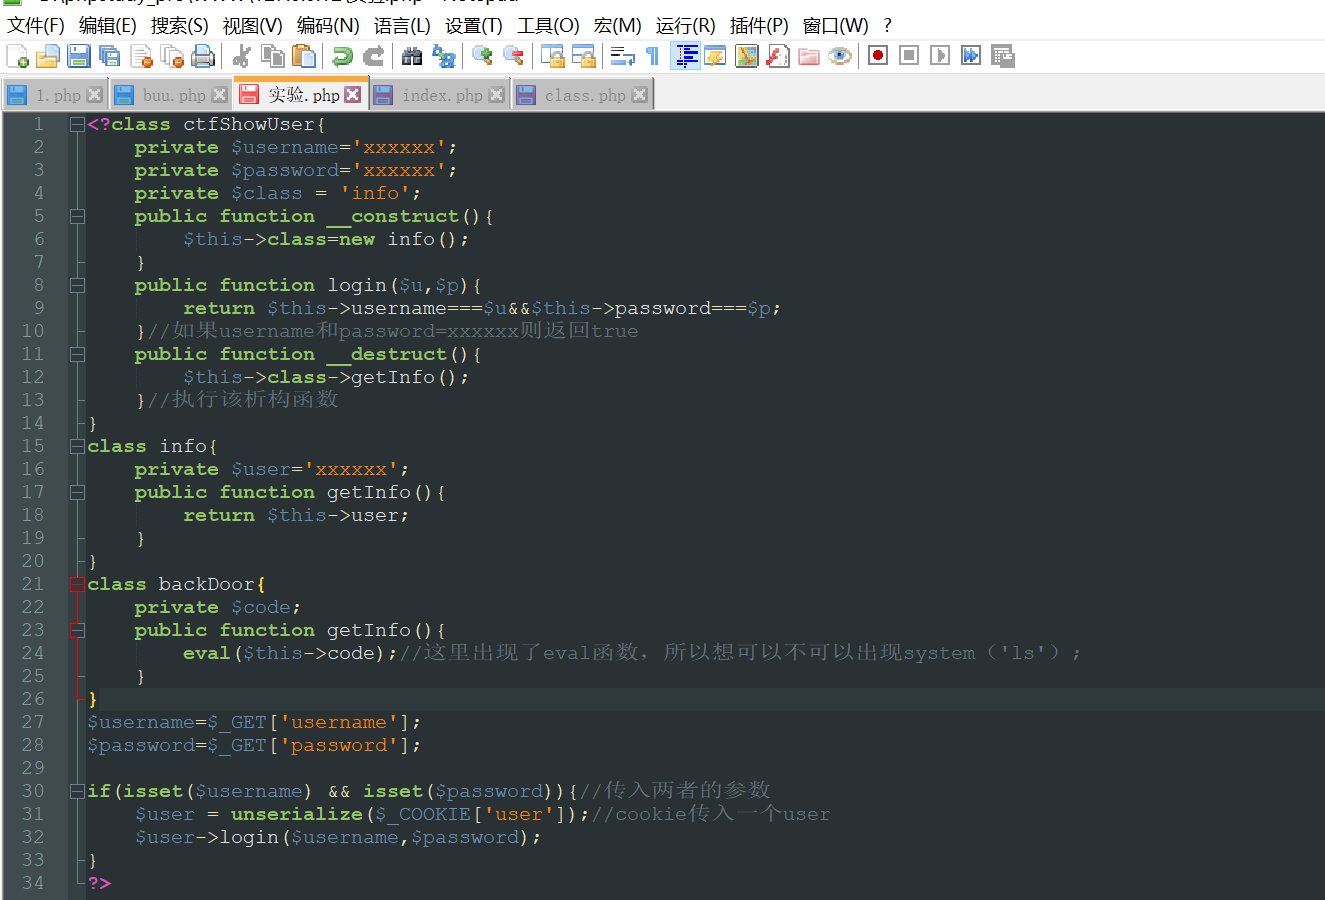 文件(F) 编辑(E) 搜索(S) 视图(V) 编码(N) 语言(L) 设置(T) 工具(O) 宏(M) 运行(R) 插件(P) 窗口(W) ?
1.php buu.php 实验.php index.php class.php
1 <?class ctfShowUser{
2 private $username='xxxxxx';
3 private $password='xxxxxx';
4 private $class = 'info';
5 public function __construct(){
6 $this->class=new info();
7 }
8 public function login($u,$p){
9 return $this->username===$u&&$this->password===$p;
10 }//如果username和password=xxxxxx则返回true
11 public function __destruct(){
12 $this->class->getInfo();
13 }//执行该析构函数
14 }
15 class info{
16 private $user='xxxxxx';
17 public function getInfo(){
18 return $this->user;
19 }
20 }
21 class backDoor{
22 private $code;
23 public function getInfo(){
24 eval($this->code);//这里出现了eval函数，所以想可以不可以出现system（'ls'）;
25 }
26 }
27 $username=$_GET['username'];
28 $password=$_GET['password'];
29
30 if(isset($username) && isset($password)){//传入两者的参数
31 $user = unserialize($_COOKIE['user']);//cookie传入一个user
32 $user->login($username,$password);
33 }
34 ?>